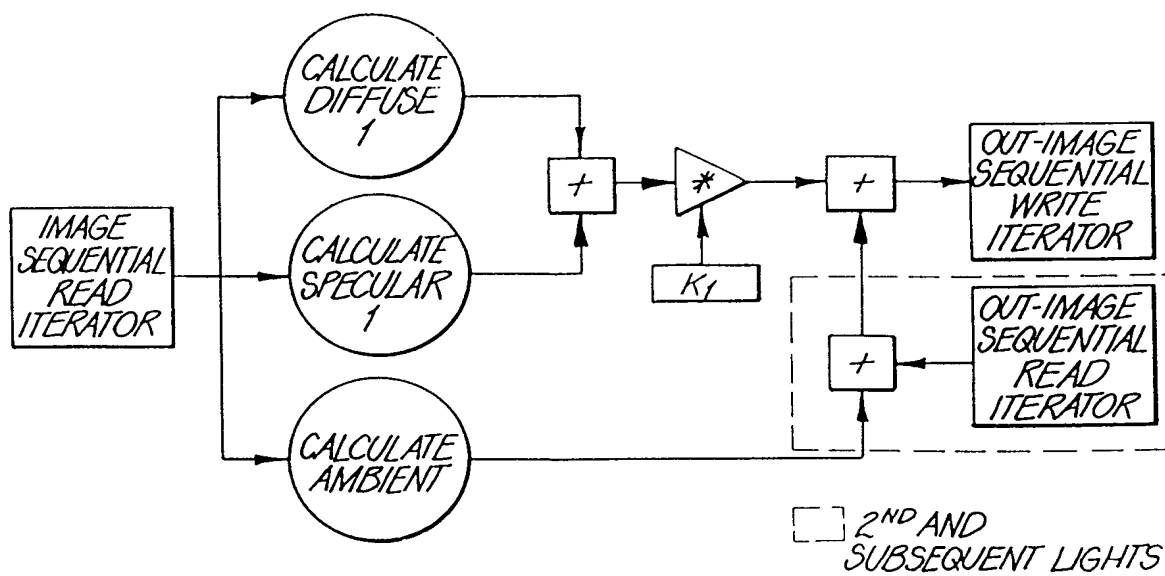 IMAGE
SEQUENTIAL
READ
ITERATOR
CALCULATE
DIFFUSE
1
CALCULATE
SPECULAR
1
CALCULATE
AMBIENT
+
*
K1
+
+
OUT-IMAGE
SEQUENTIAL
WRITE
ITERATOR
OUT-IMAGE
SEQUENTIAL
READ
ITERATOR
2ND AND
SUBSEQUENT LIGHTS